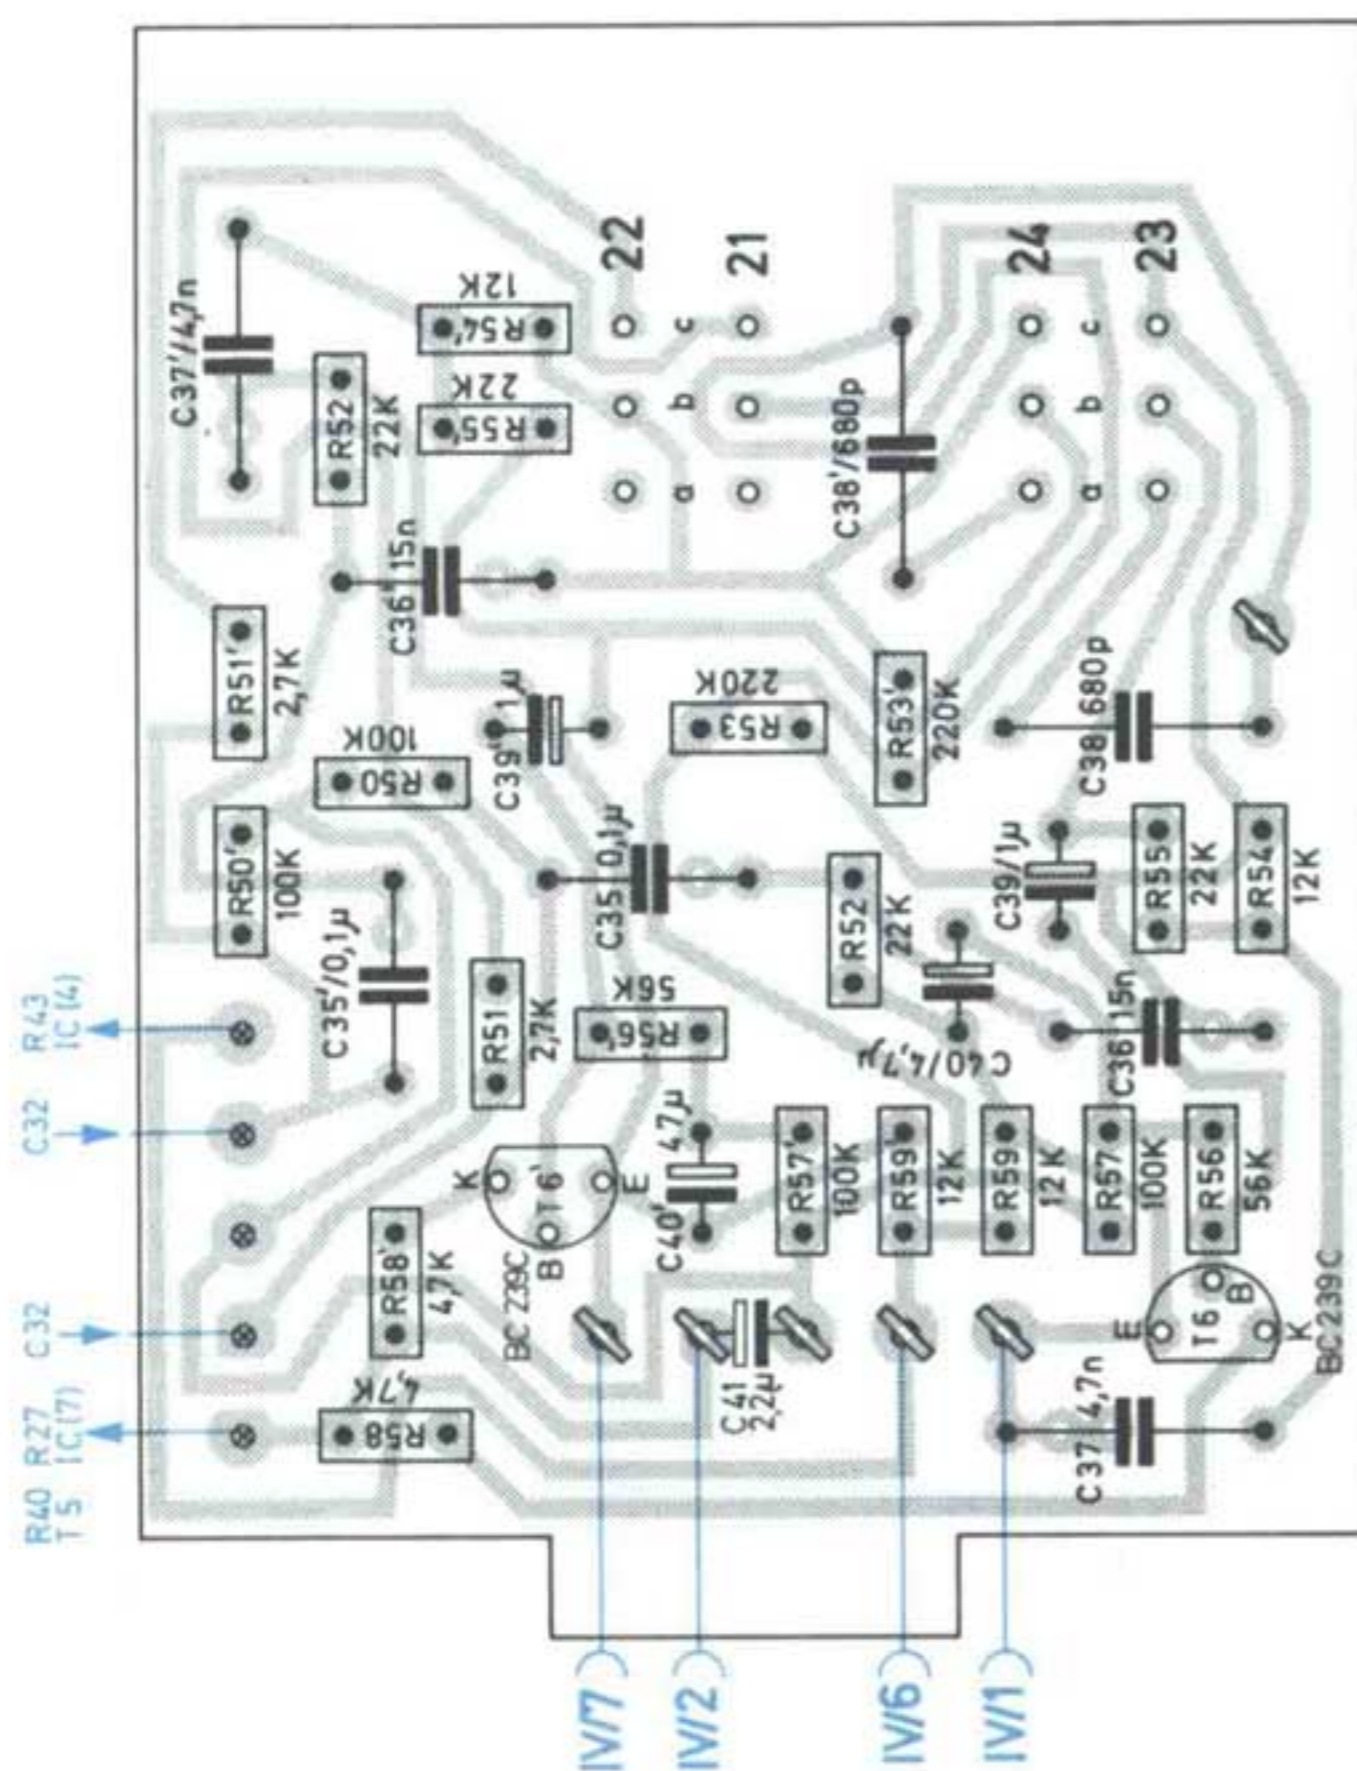 C37'/4,7n
R52'
22K
12K
R54'
22K
R55'
22
21
c
b
a
24
23
c
b
a
C38'/680p
C36' 15n
R51'
2,7K
100K
R50
C39' 1µ
220K
R53
R53'
220K
C38 680p
R50'
100K
C35'/0,1µ
C35 0,1µ
R52
22K
C39/1µ
R55
22K
R54
12K
R51
2,7K
56K
R56'
C40/4,7µ
C36 15n
K
T6'
E
B
BC 239C
C40' 4,7µ
R57'
100K
R59'
12K
R59
12K
R57
100K
R56
56K
R58'
4,7K
4,7K
R58
C41
2,2µ
E
T6
B
K
BC239C
C37 4,7n
R43
IC(4)
C32
C32
R40 R27
T5 IC(7)
IV/7
IV/2
IV/6
IV/1